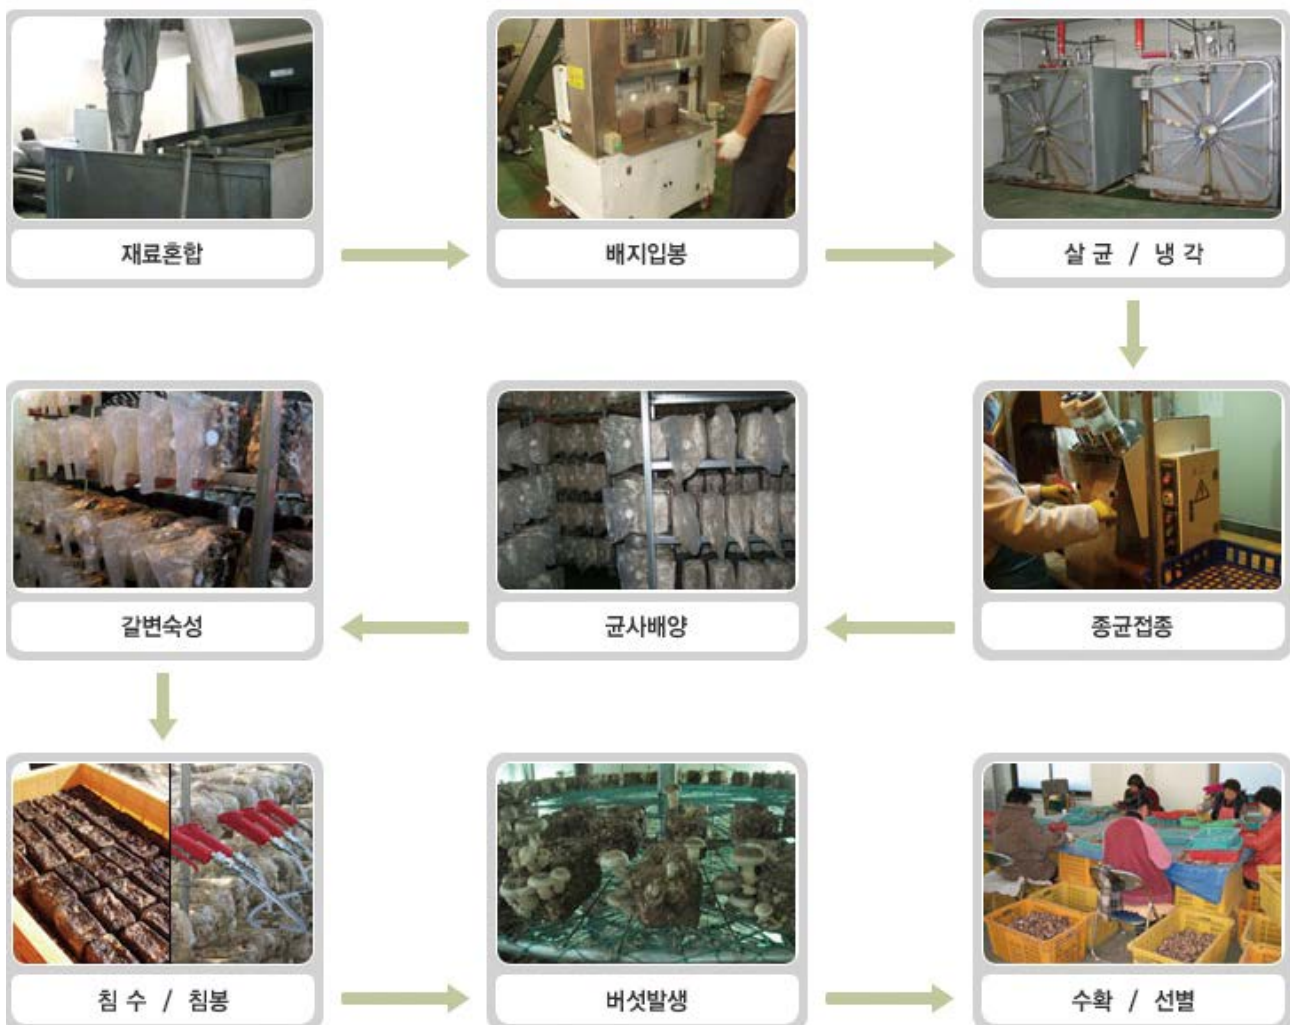 재료혼합
배지입봉
살 균 / 냉 각
종균접종
균사배양
갈변숙성
침 수 / 침봉
버섯발생
수확 / 선별